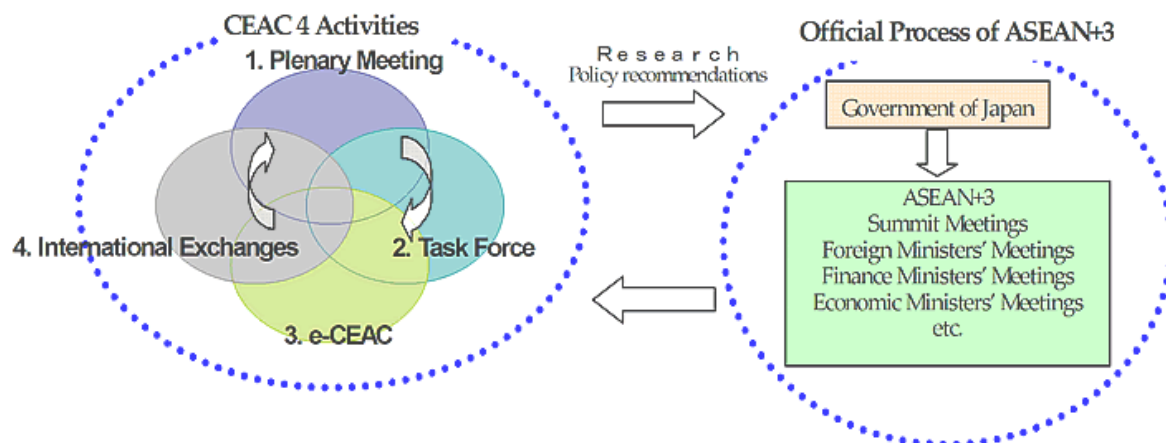 CEAC 4 Activities
1. Plenary Meeting
4. International Exchanges
2. Task Force
3. e-CEAC
Research
Policy recommendations
Official Process of ASEAN+3
Government of Japan
ASEAN+3
Summit Meetings
Foreign Ministers' Meetings
Finance Ministers' Meetings
Economic Ministers' Meetings
etc.